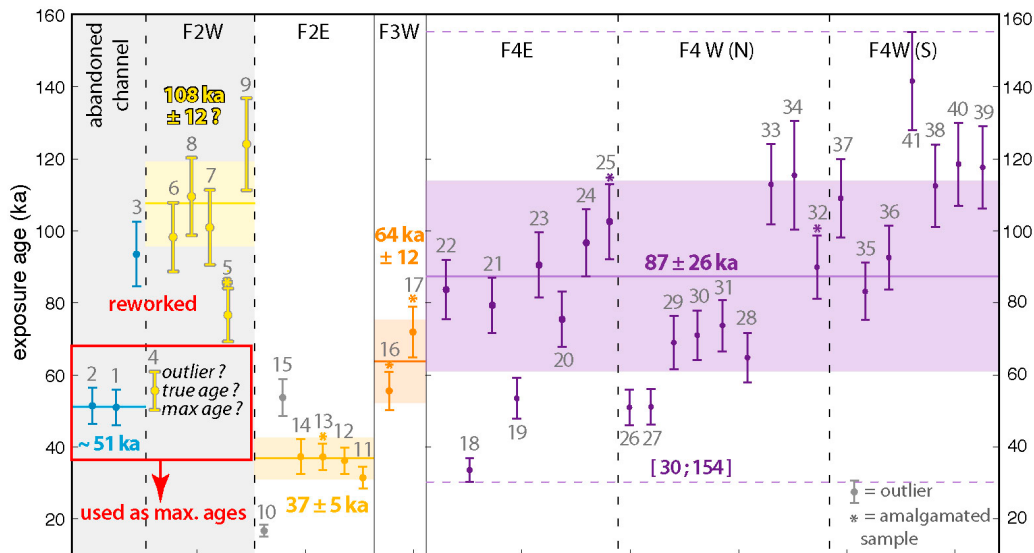 160
140
120
100
80
60
40
20
exposure age (ka)
abandoned
channel
F2W
F2E
F3W
F4E
F4W (N)
F4W (S)
160
140
120
100
80
60
40
20
108 ka
± 12 ?
3
6
8
7
5
*
9
reworked
2
1
~ 51 ka
4
outlier ?
true age ?
max age ?
used as max. ages
10
15
14
13
*
12
11
37 ± 5 ka
64 ka
± 12
16
*
17
*
22
18
21
19
23
20
24
25
*
87 ± 26 ka
26
27
29
30
31
28
33
34
32
*
[ 30 ; 154 ]
37
35
36
41
38
40
39
= outlier
* = amalgamated
sample